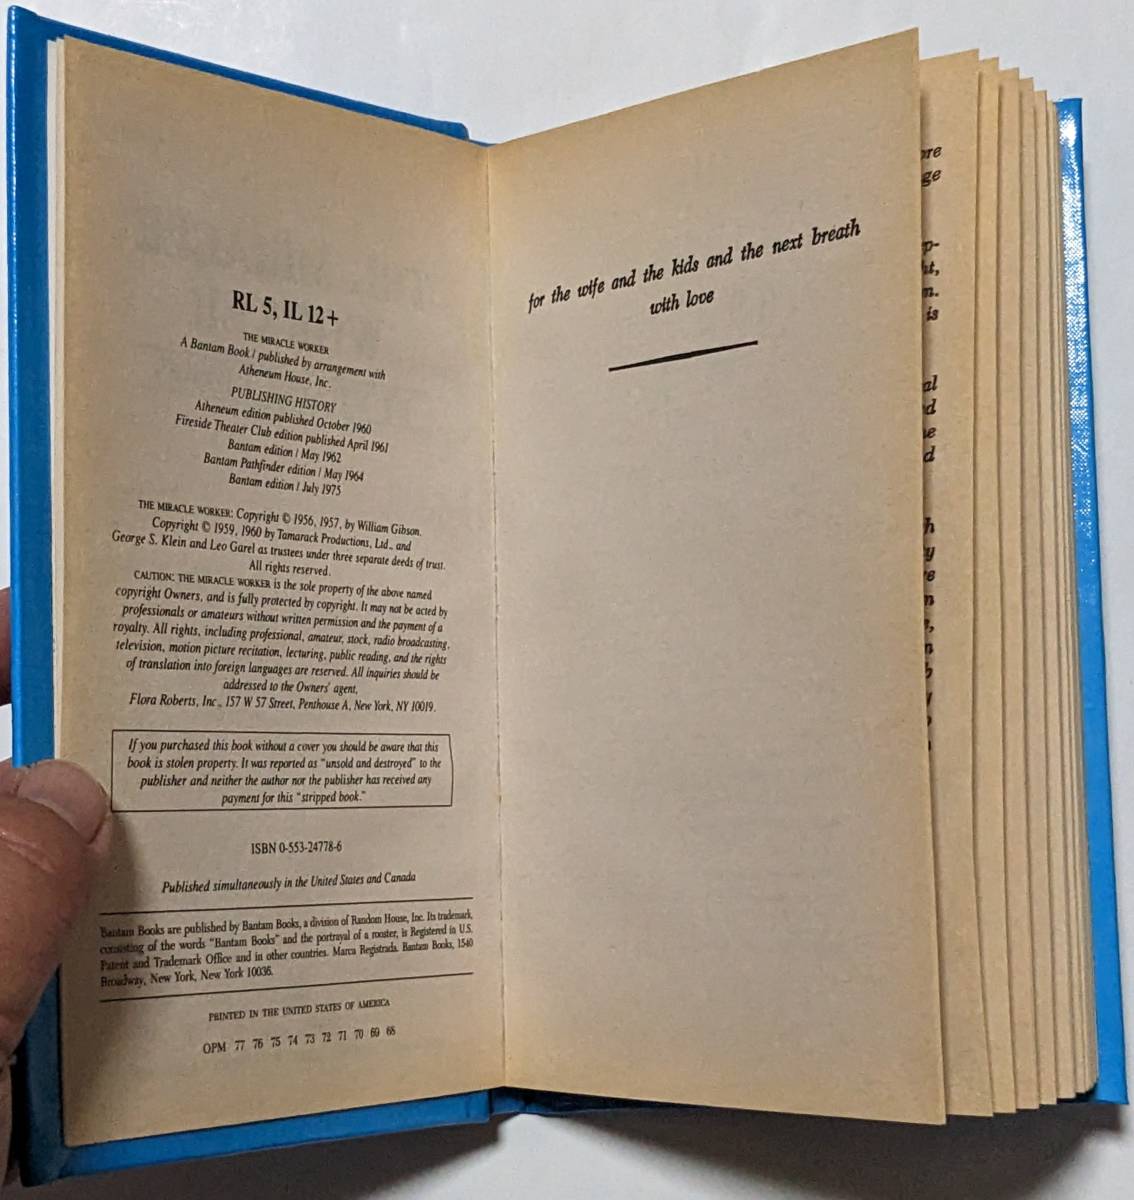 RL 5, IL 12+
THE MIRACLE WORKER
A Bantam Book / published by arrangement with
Atheneum House, Inc.
PUBLISHING HISTORY
Atheneum edition published October 1960
Fireside Theater Club edition published April 1961
Bantam edition / May 1962
Bantam Pathfinder edition / May 1964
Bantam edition / July 1975
THE MIRACLE WORKER: Copyright © 1956, 1957, by William Gibson.
Copyright © 1959, 1960 by Tamarack Productions, Ltd., and
George S. Klein and Leo Garel as trustees under three separate deeds of trust.
All rights reserved.
CAUTION: THE MIRACLE WORKER is the sole property of the above named
copyright Owners, and is fully protected by copyright. It may not be acted by
professionals or amateurs without written permission and the payment of a
royalty. All rights, including professional, amateur, stock, radio broadcasting,
television, motion picture recitation, lecturing, public reading, and the rights
of translation into foreign languages are reserved. All inquiries should be
addressed to the Owners' agent,
Flora Roberts, Inc., 157 W 57 Street, Penthouse A, New York, NY 10019.
If you purchased this book without a cover you should be aware that this
book is stolen property. It was reported as "unsold and destroyed" to the
publisher and neither the author nor the publisher has received any
payment for this "stripped book."
ISBN 0-553-24778-6
Published simultaneously in the United States and Canada
Bantam Books are published by Bantam Books, a division of Random House, Inc. Its trademark,
consisting of the words "Bantam Books" and the portrayal of a rooster, is Registered in U.S.
Patent and Trademark Office and in other countries. Marca Registrada. Bantam Books, 1540
Broadway, New York, New York 10036.
PRINTED IN THE UNITED STATES OF AMERICA
OPM 77 76 75 74 73 72 71 70 69 68
for the wife and the kids and the next breath
with love